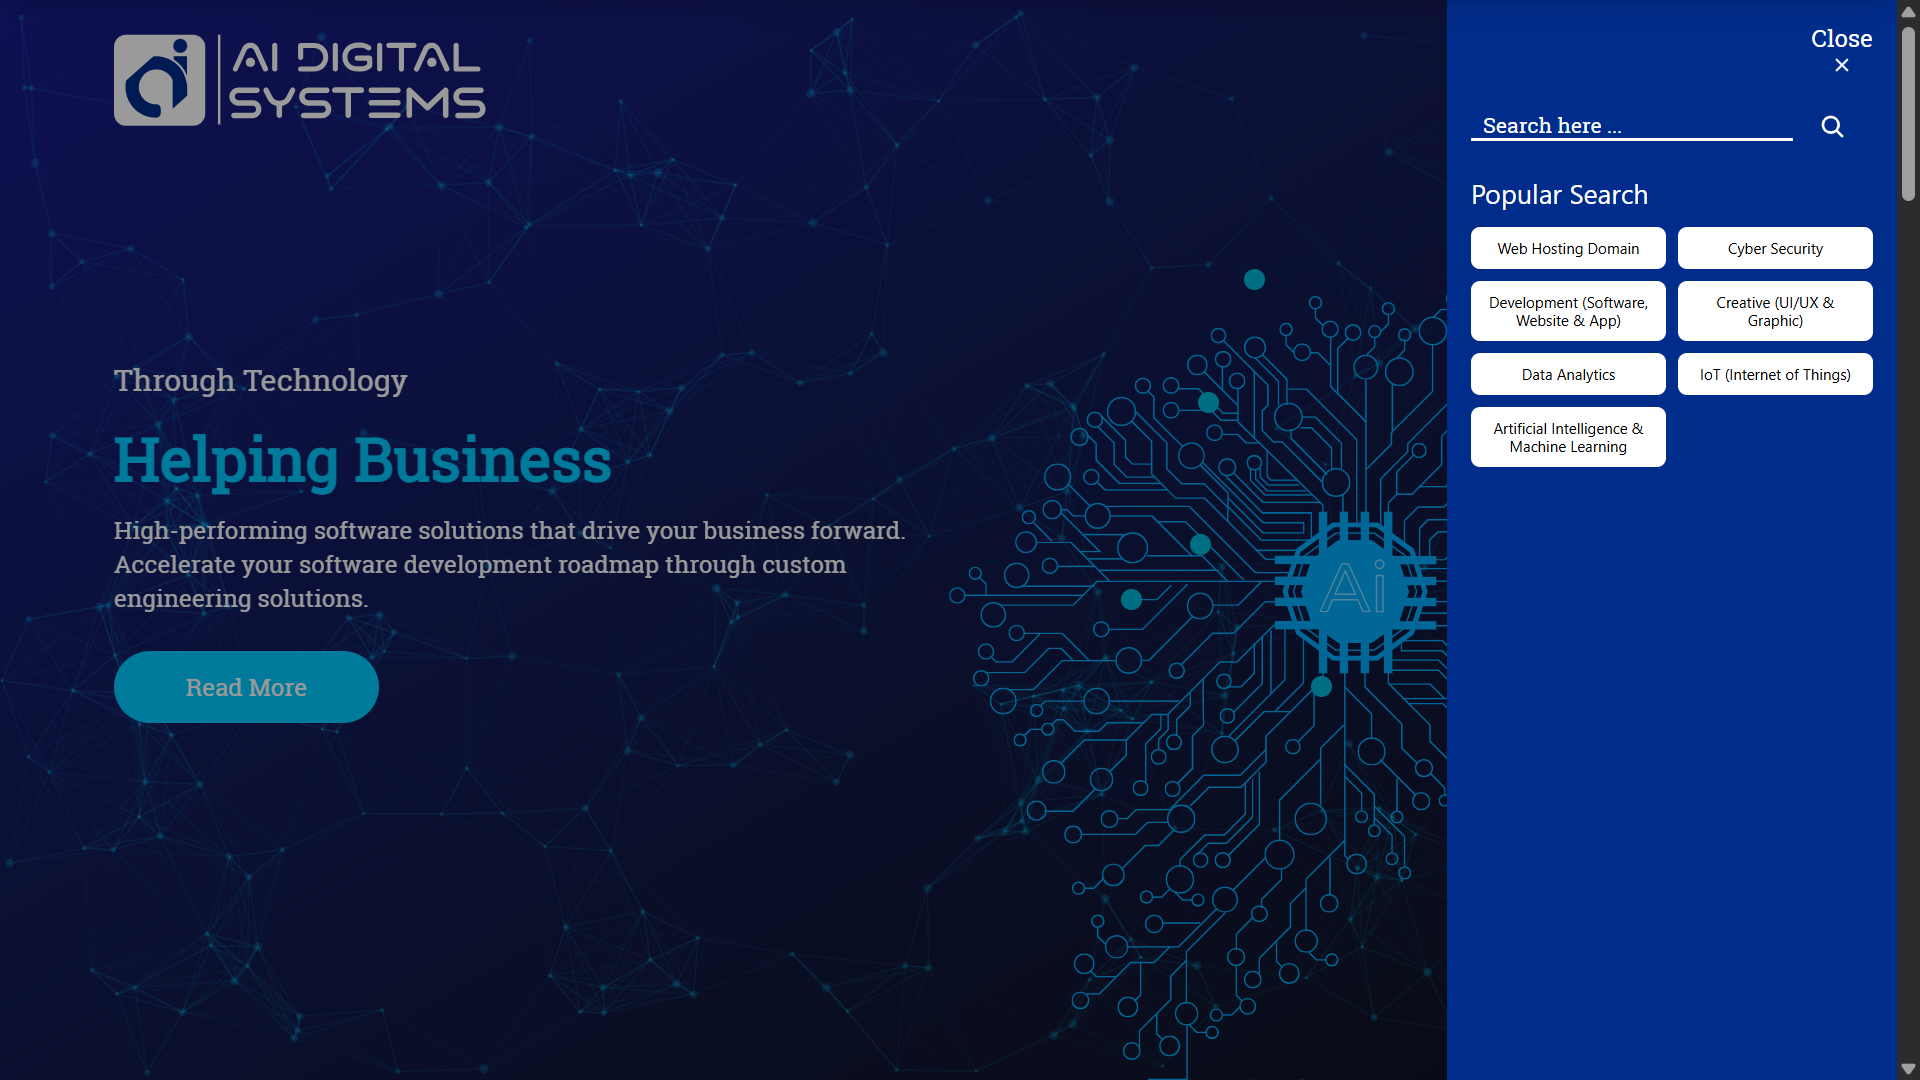 AI DIGITAL
SYSTEMS
Through Technology
Helping Business
High-performing software solutions that drive your business forward.
Accelerate your software development roadmap through custom
engineering solutions.
Read More
Ai
Close
Search here ...
Popular Search
Web Hosting Domain
Cyber Security
Development (Software,
Website & App)
Creative (UI/UX &
Graphic)
Data Analytics
IoT (Internet of Things)
Artificial Intelligence &
Machine Learning